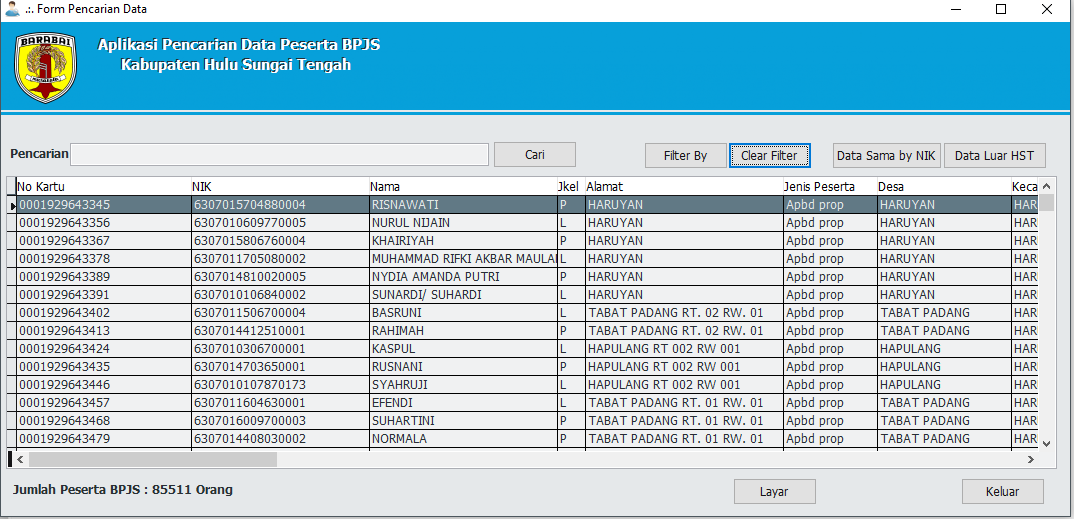 .:. Form Pencarian Data
BARABAI
Aplikasi Pencarian Data Peserta BPJS
Kabupaten Hulu Sungai Tengah
Pencarian Cari Filter By Clear Filter Data Sama by NIK Data Luar HST
No Kartu NIK Nama Jkel Alamat Jenis Peserta Desa Keca
0001929643345 6307015704880004 RISNAWATI P HARUYAN Apbd prop HARUYAN HAR
0001929643356 6307010609770005 NURUL NIJAIN L HARUYAN Apbd prop HARUYAN HAR
0001929643367 6307015806760004 KHAIRIYAH P HARUYAN Apbd prop HARUYAN HAR
0001929643378 6307011705080002 MUHAMMAD RIFKI AKBAR MAULA L HARUYAN Apbd prop HARUYAN HAR
0001929643389 6307014810020005 NYDIA AMANDA PUTRI P HARUYAN Apbd prop HARUYAN HAR
0001929643391 6307010106840002 SUNARDI/ SUHARDI L HARUYAN Apbd prop HARUYAN HAR
0001929643402 6307011506700004 BASRUNI L TABAT PADANG RT. 02 RW. 01 Apbd prop TABAT PADANG HAR
0001929643413 6307014412510001 RAHIMAH P TABAT PADANG RT. 02 RW. 01 Apbd prop TABAT PADANG HAR
0001929643424 6307010306700001 KASPUL L HAPULANG RT 002 RW 001 Apbd prop HAPULANG HAR
0001929643435 6307014703650001 RUSNANI P HAPULANG RT 002 RW 001 Apbd prop HAPULANG HAR
0001929643446 6307010107870173 SYAHRUJI L HAPULANG RT 002 RW 001 Apbd prop HAPULANG HAR
0001929643457 6307011604630001 EFENDI L TABAT PADANG RT. 01 RW. 01 Apbd prop TABAT PADANG HAR
0001929643468 6307016009700003 SUHARTINI P TABAT PADANG RT. 01 RW. 01 Apbd prop TABAT PADANG HAR
0001929643479 6307014408030002 NORMALA P TABAT PADANG RT. 01 RW. 01 Apbd prop TABAT PADANG HAR
Jumlah Peserta BPJS : 85511 Orang Layar Keluar